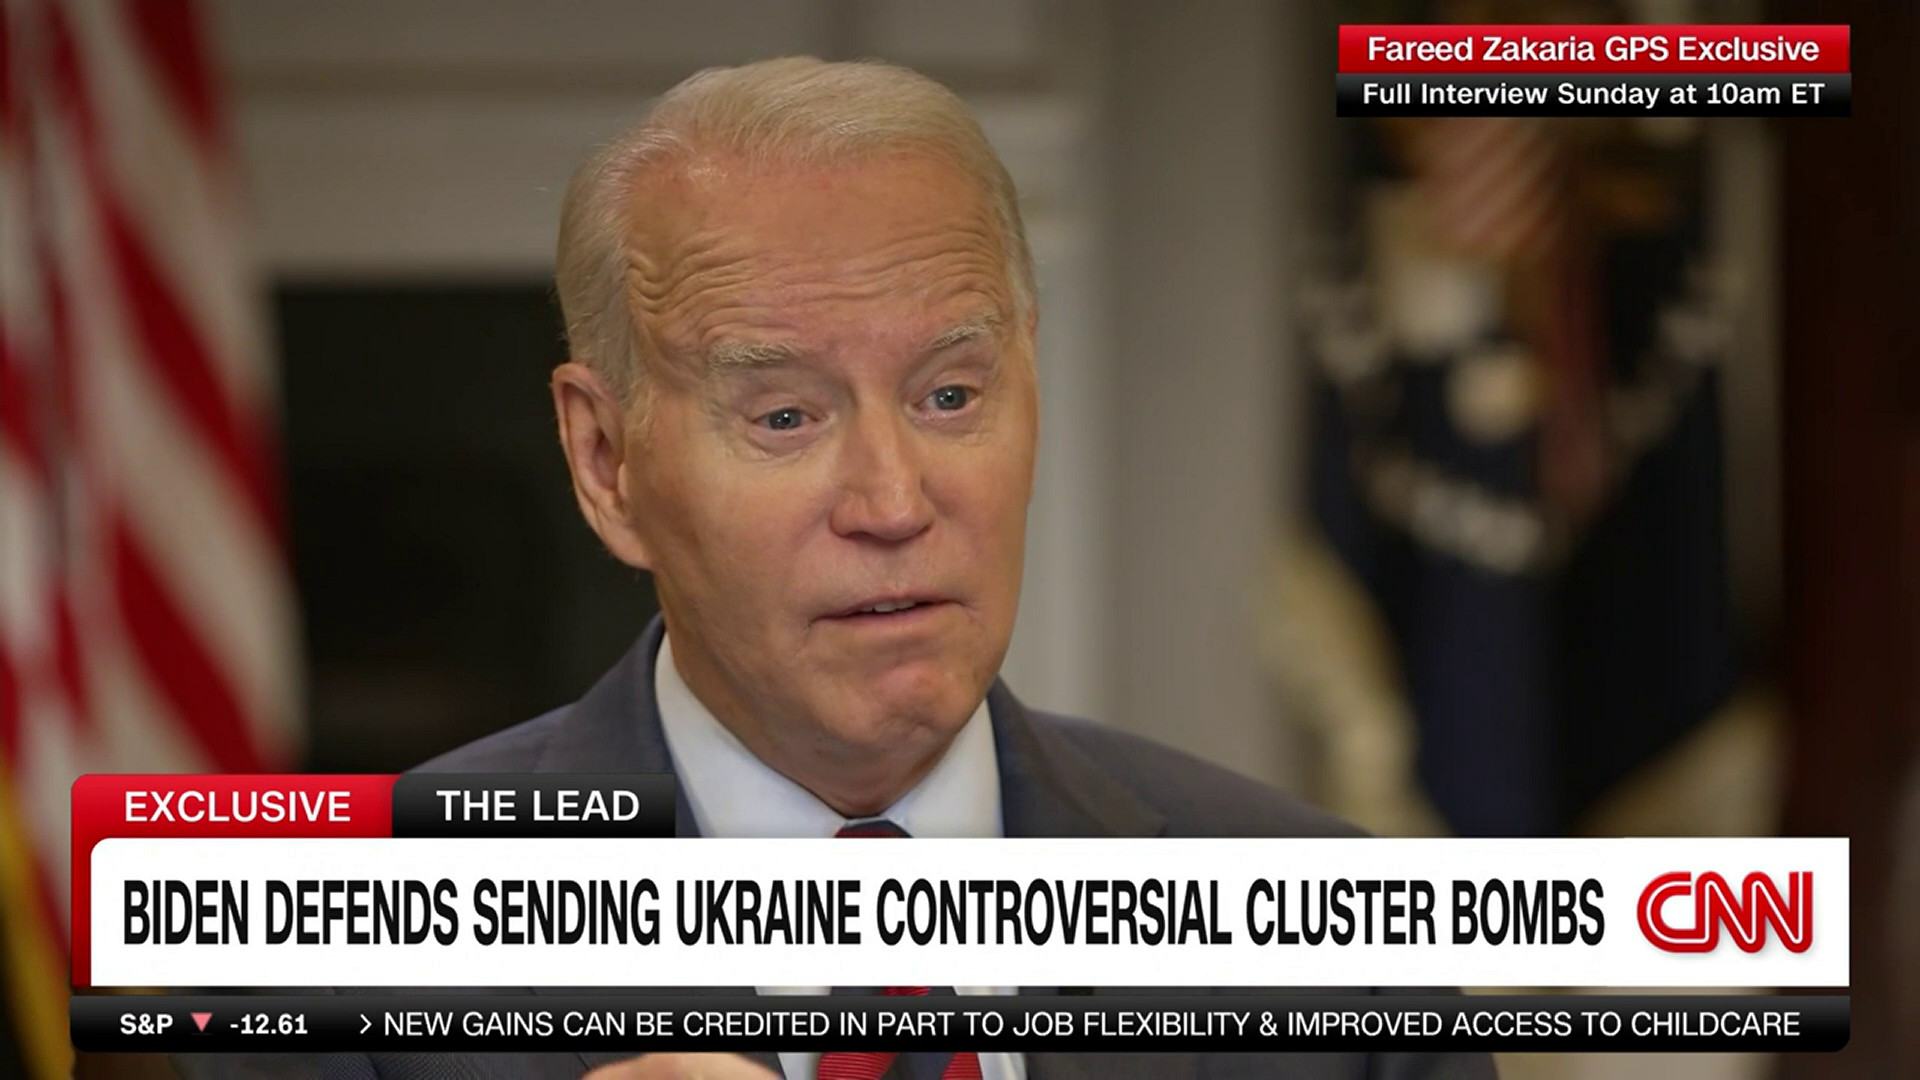 Fareed Zakaria GPS Exclusive
Full Interview Sunday at 10am ET
EXCLUSIVE THE LEAD
BIDEN DEFENDS SENDING UKRAINE CONTROVERSIAL CLUSTER BOMBS CNN
S&P ▼ -12.61 > NEW GAINS CAN BE CREDITED IN PART TO JOB FLEXIBILITY & IMPROVED ACCESS TO CHILDCARE